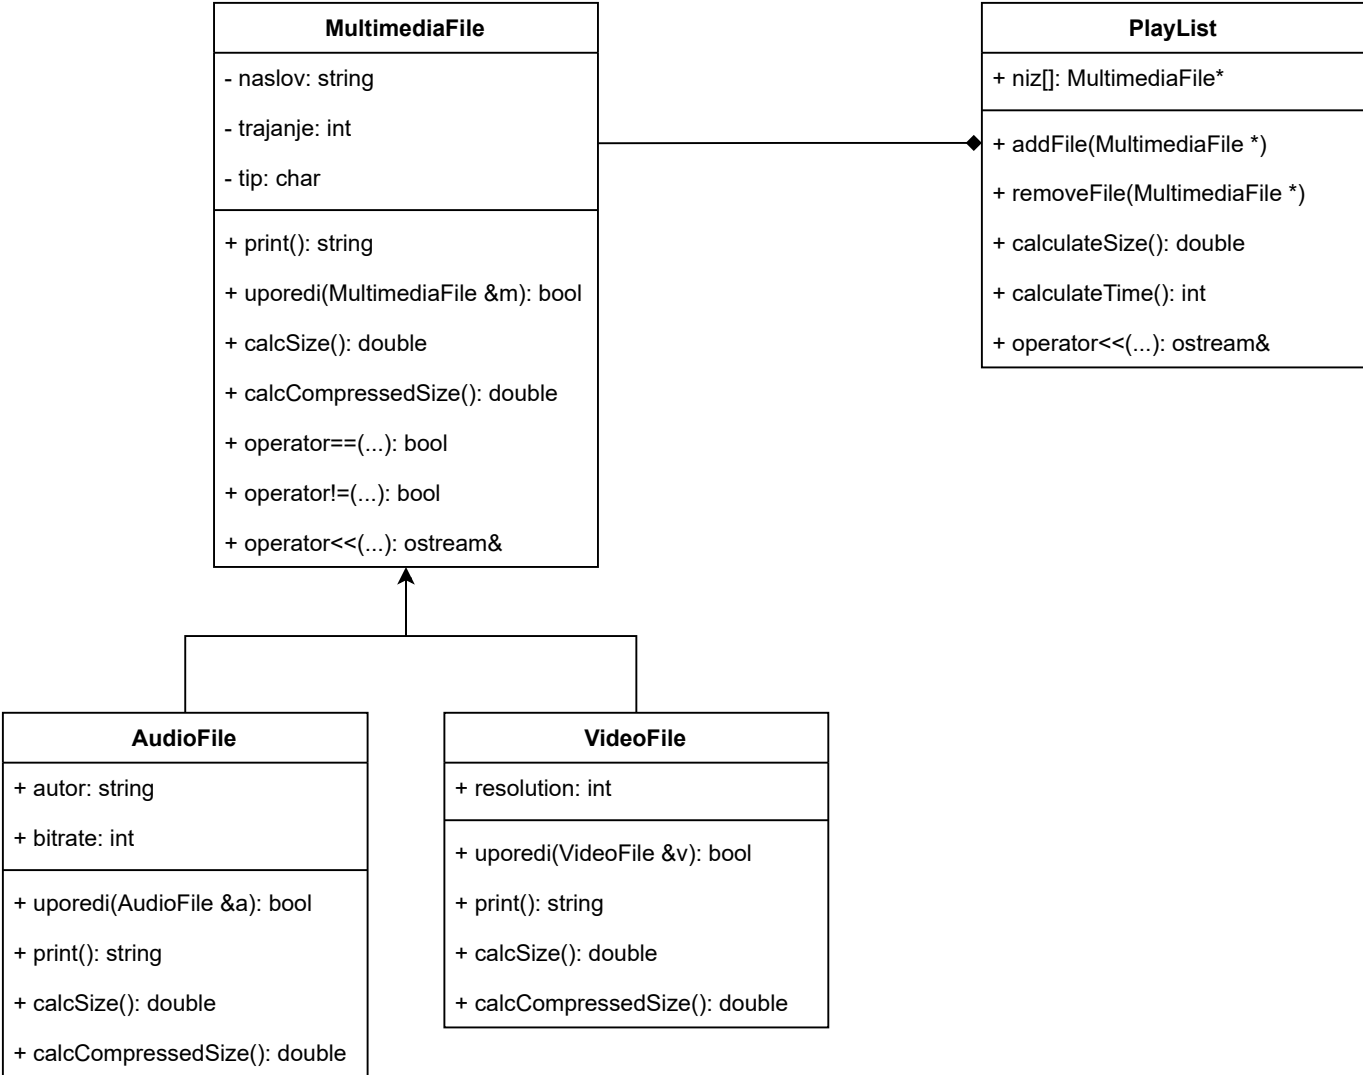 MultimediaFile
- naslov: string
- trajanje: int
- tip: char
+ print(): string
+ uporedi(MultimediaFile &m): bool
+ calcSize(): double
+ calcCompressedSize(): double
+ operator==(...): bool
+ operator!=(...): bool
+ operator<<(...): ostream&
PlayList
+ niz[]: MultimediaFile*
+ addFile(MultimediaFile *)
+ removeFile(MultimediaFile *)
+ calculateSize(): double
+ calculateTime(): int
+ operator<<(...): ostream&
AudioFile
+ autor: string
+ bitrate: int
+ uporedi(AudioFile &a): bool
+ print(): string
+ calcSize(): double
+ calcCompressedSize(): double
VideoFile
+ resolution: int
+ uporedi(VideoFile &v): bool
+ print(): string
+ calcSize(): double
+ calcCompressedSize(): double